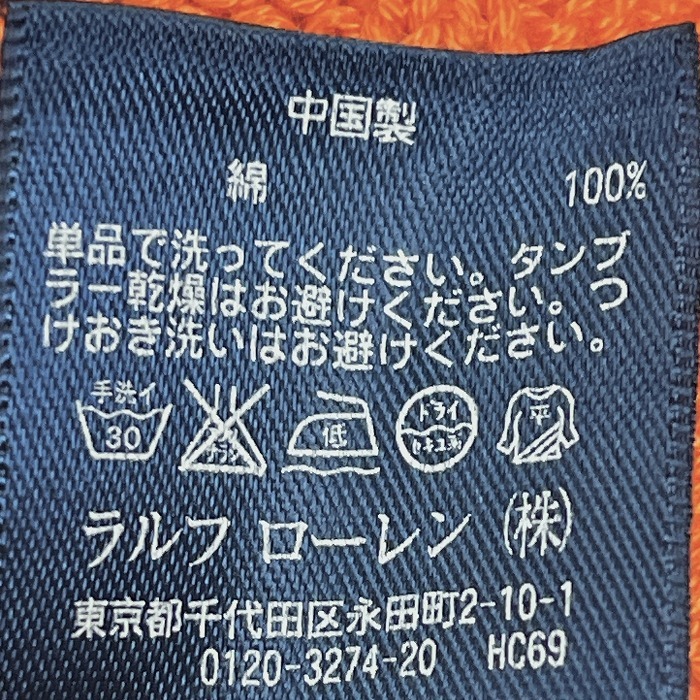 中国製
綿 100%
単品で洗ってください。タンブ
ラー乾燥はお避けください。つ
けおき洗いはお避けください。
手洗イ
30
低
ドライ
セキユ系
平
ラルフ ローレン (株)
東京都千代田区永田町2-10-1
0120-3274-20 HC69